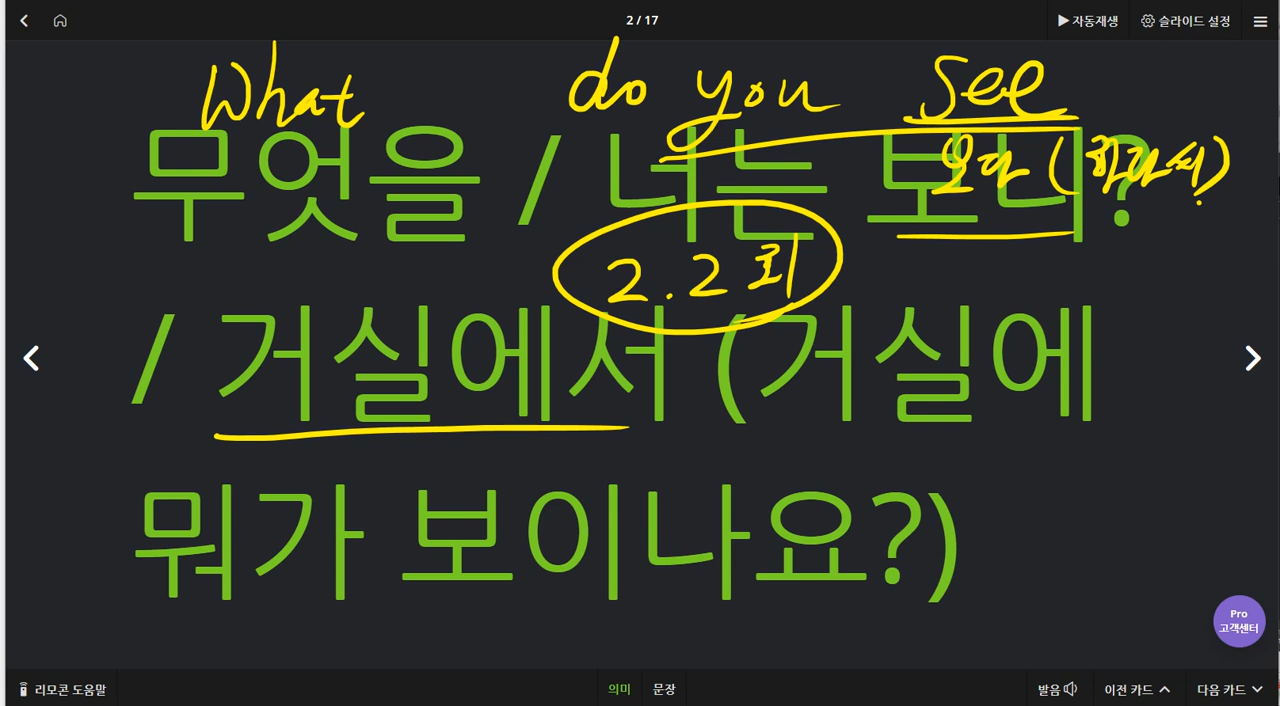 2 / 17
자동재생
슬라이드 설정
What do you see
무엇을 / 너는 보니?
보다 (하다씨)
2.2회
/ 거실에서 (거실에
뭐가 보이나요?)
Pro
고객센터
리모콘 도움말
의미
문장
발음
이전 카드
다음 카드